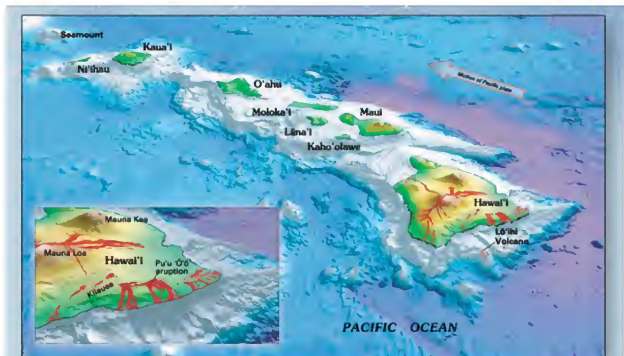 Seamount
Kaua'i
Ni'ihau
O'ahu
Motion of Pacific plate
Moloka'i
Maui
Lāna'i
Kaho'olawe
Hawai'i
Lō'ihi
Volcano
Mauna Kea
Mauna Loa
Hawai'i
Pu'u 'Ō'ō
eruption
Kilauea
PACIFIC OCEAN